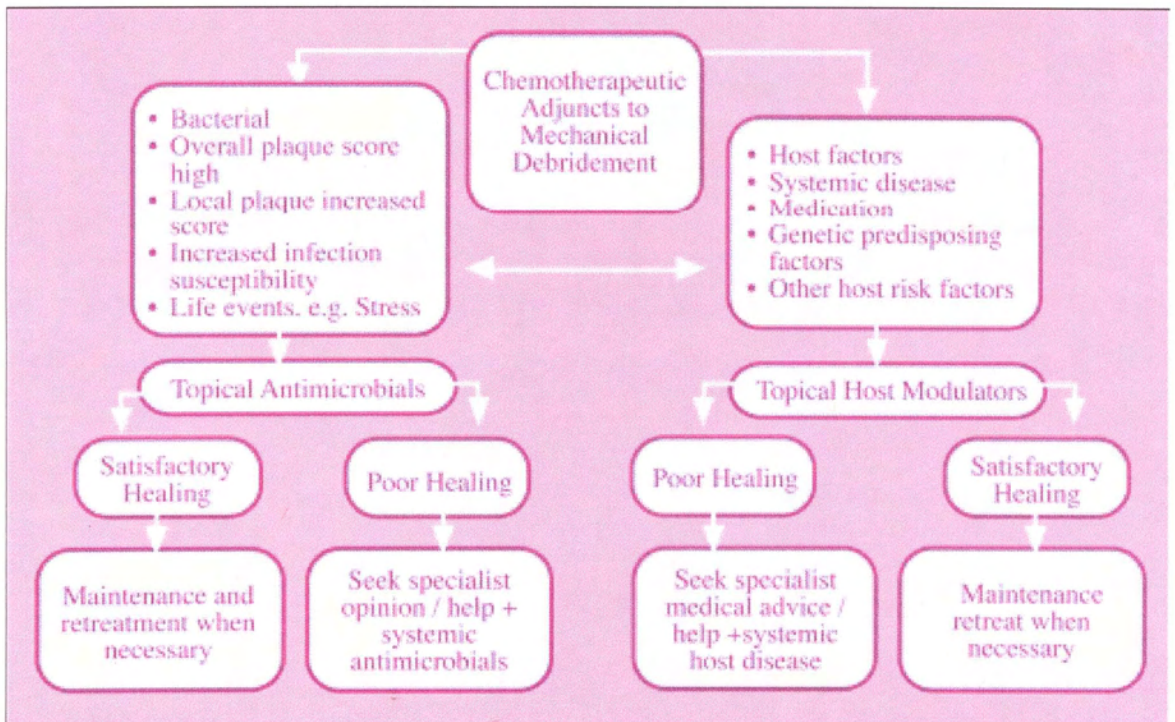 Chemotherapeutic
Adjuncts to
Mechanical
Debridement
• Bacterial
• Overall plaque score
high
• Local plaque increased
score
• Increased infection
susceptibility
• Life events. e.g. Stress
• Host factors
• Systemic disease
• Medication
• Genetic predisposing
factors
• Other host risk factors
Topical Antimicrobials
Topical Host Modulators
Satisfactory
Healing
Poor Healing
Poor Healing
Satisfactory
Healing
Maintenance and
retreatment when
necessary
Seek specialist
opinion / help +
systemic
antimicrobials
Seek specialist
medical advice /
help +systemic
host disease
Maintenance
retreat when
necessary